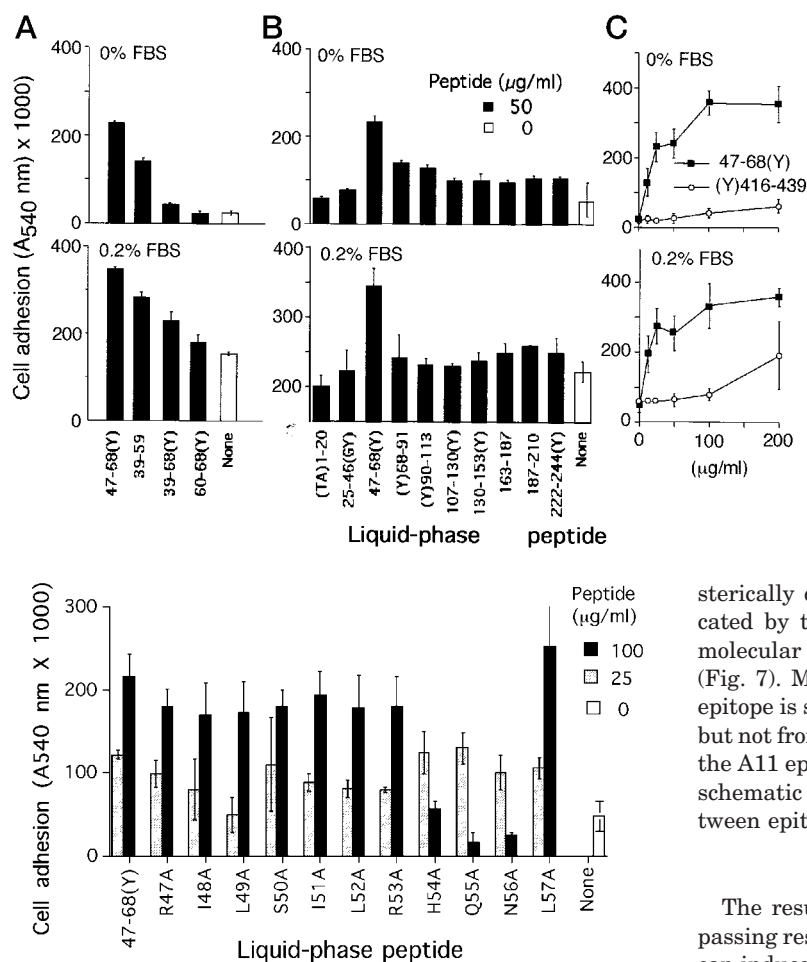 A
B
C
Cell adhesion (A540 nm) x 1000)
400
200
0
0% FBS
400
200
0
0.2% FBS
47-68(Y)
39-59
39-68(Y)
60-68(Y)
None
400
200
100
0
0% FBS
Peptide (μg/ml)
50
0
400
300
200
0.2% FBS
(TA)1-20
25-46(GY)
47-68(Y)
(Y)68-91
(Y)90-113
107-130(Y)
130-153(Y)
163-187
187-210
222-244(Y)
None
Liquid-phase peptide
0% FBS
400
200
0
47-68(Y)
(Y)416-439
0.2% FBS
400
200
0
0 100 200
(μg/ml)
Cell adhesion (A540 nm X 1000)
300
200
100
0
Peptide
(μg/ml)
100
25
0
47-68(Y)
R47A
I48A
L49A
S50A
I51A
L52A
R53A
H54A
Q55A
N56A
L57A
None
Liquid-phase peptide
sterically
cated by t
molecular
(Fig. 7). M
epitope is s
but not fro
the A11 ep
schematic
tween epit
The resu
passing res